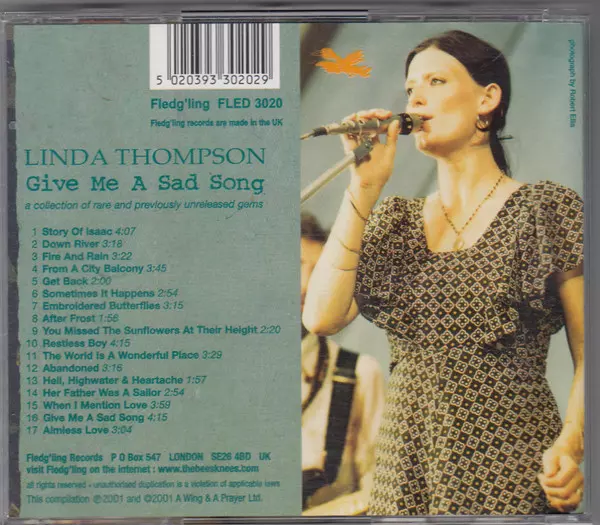 5 020393 302029
Fledg'ling FLED 3020
Fledg'ling records are made in the UK
photograph by Robert Ellis
LINDA THOMPSON
Give Me A Sad Song
a collection of rare and previously unreleased gems
1 Story Of Isaac 4:07
2 Down River 3:18
3 Fire And Rain 3:22
4 From A City Balcony 3:45
5 Get Back 2:00
6 Sometimes It Happens 2:54
7 Embroidered Butterflies 3:15
8 After Frost 1:56
9 You Missed The Sunflowers At Their Height 2:20
10 Restless Boy 4:15
11 The World Is A Wonderful Place 3:29
12 Abandoned 3:16
13 Hell, Highwater & Heartache 1:57
14 Her Father Was A Sailor 2:54
15 When I Mention Love 3:59
16 Give Me A Sad Song 4:15
17 Aimless Love 3:04
Fledg'ling Records P O Box 547 LONDON SE26 4BD UK
visit Fledg'ling on the internet : www.thebeesknees.com
all rights reserved - unauthorised duplication is a violation of applicable laws
This compilation ℗2001 and ©2001 A Wing & A Prayer Ltd.